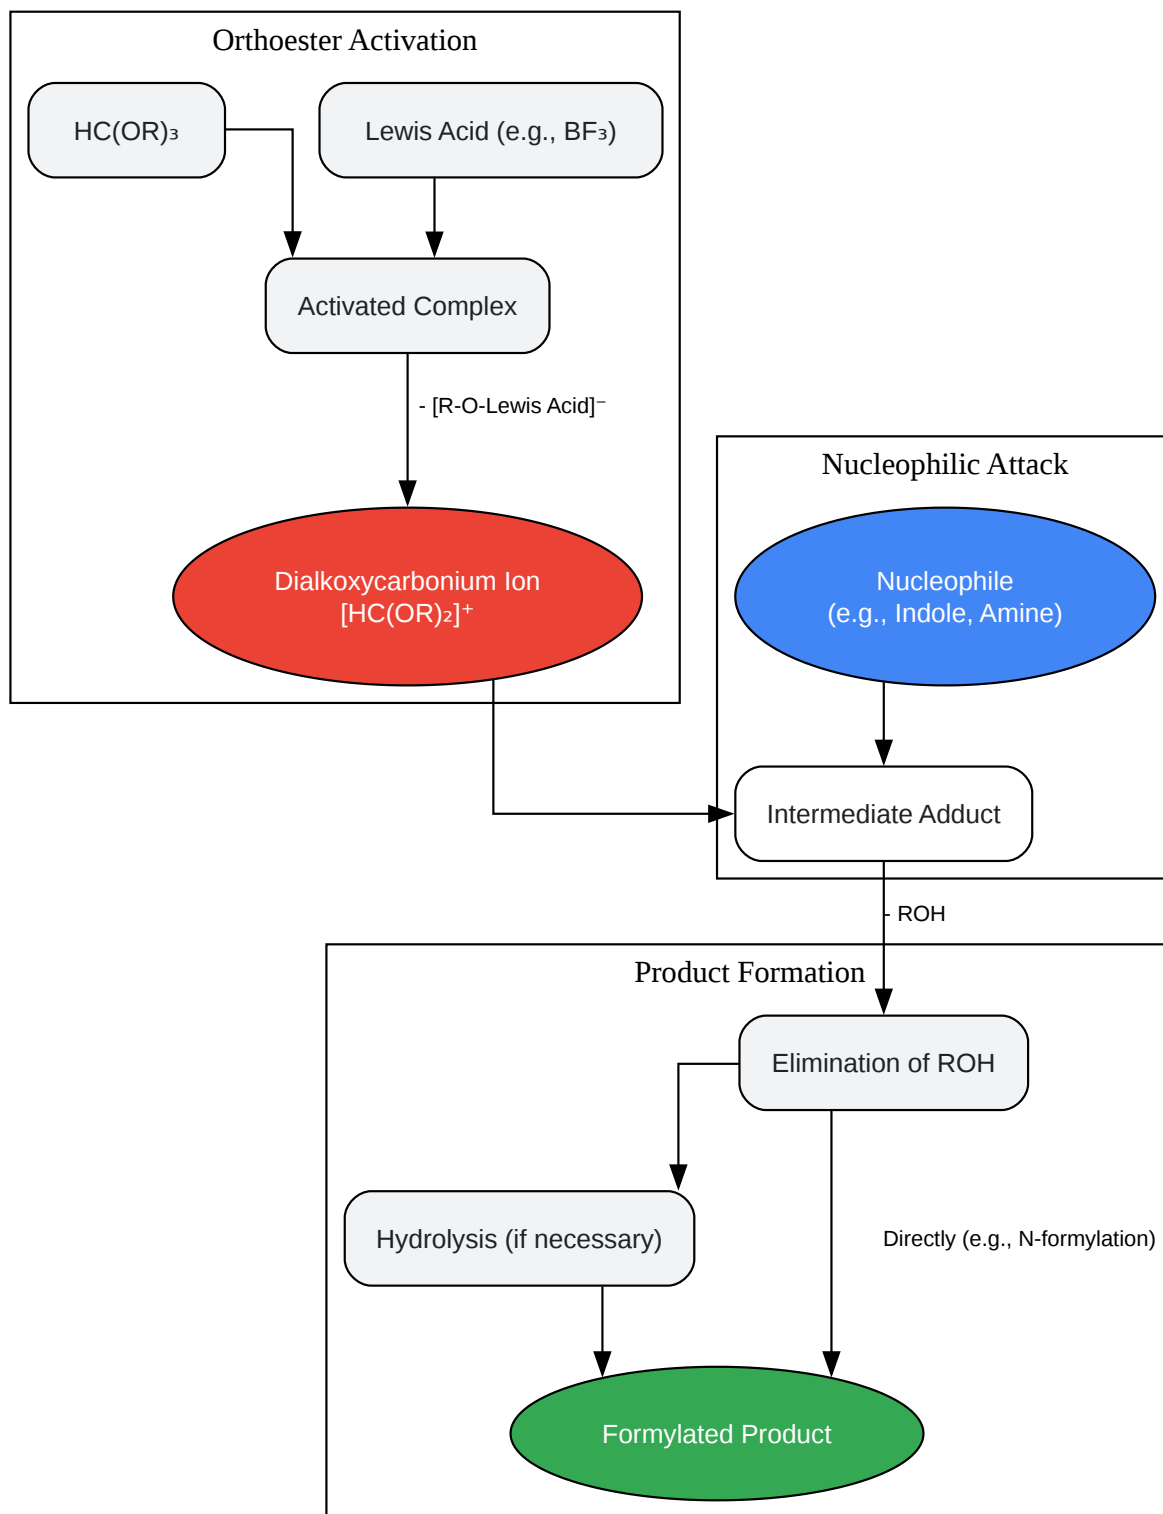 Orthoester Activation
HC(OR)₃
Lewis Acid (e.g., BF₃)
Activated Complex
- [R-O-Lewis Acid]⁻
Dialkoxycarbonium Ion
[HC(OR)₂]⁺
Nucleophilic Attack
Nucleophile
(e.g., Indole, Amine)
Intermediate Adduct
- ROH
Product Formation
Elimination of ROH
Hydrolysis (if necessary)
Directly (e.g., N-formylation)
Formylated Product